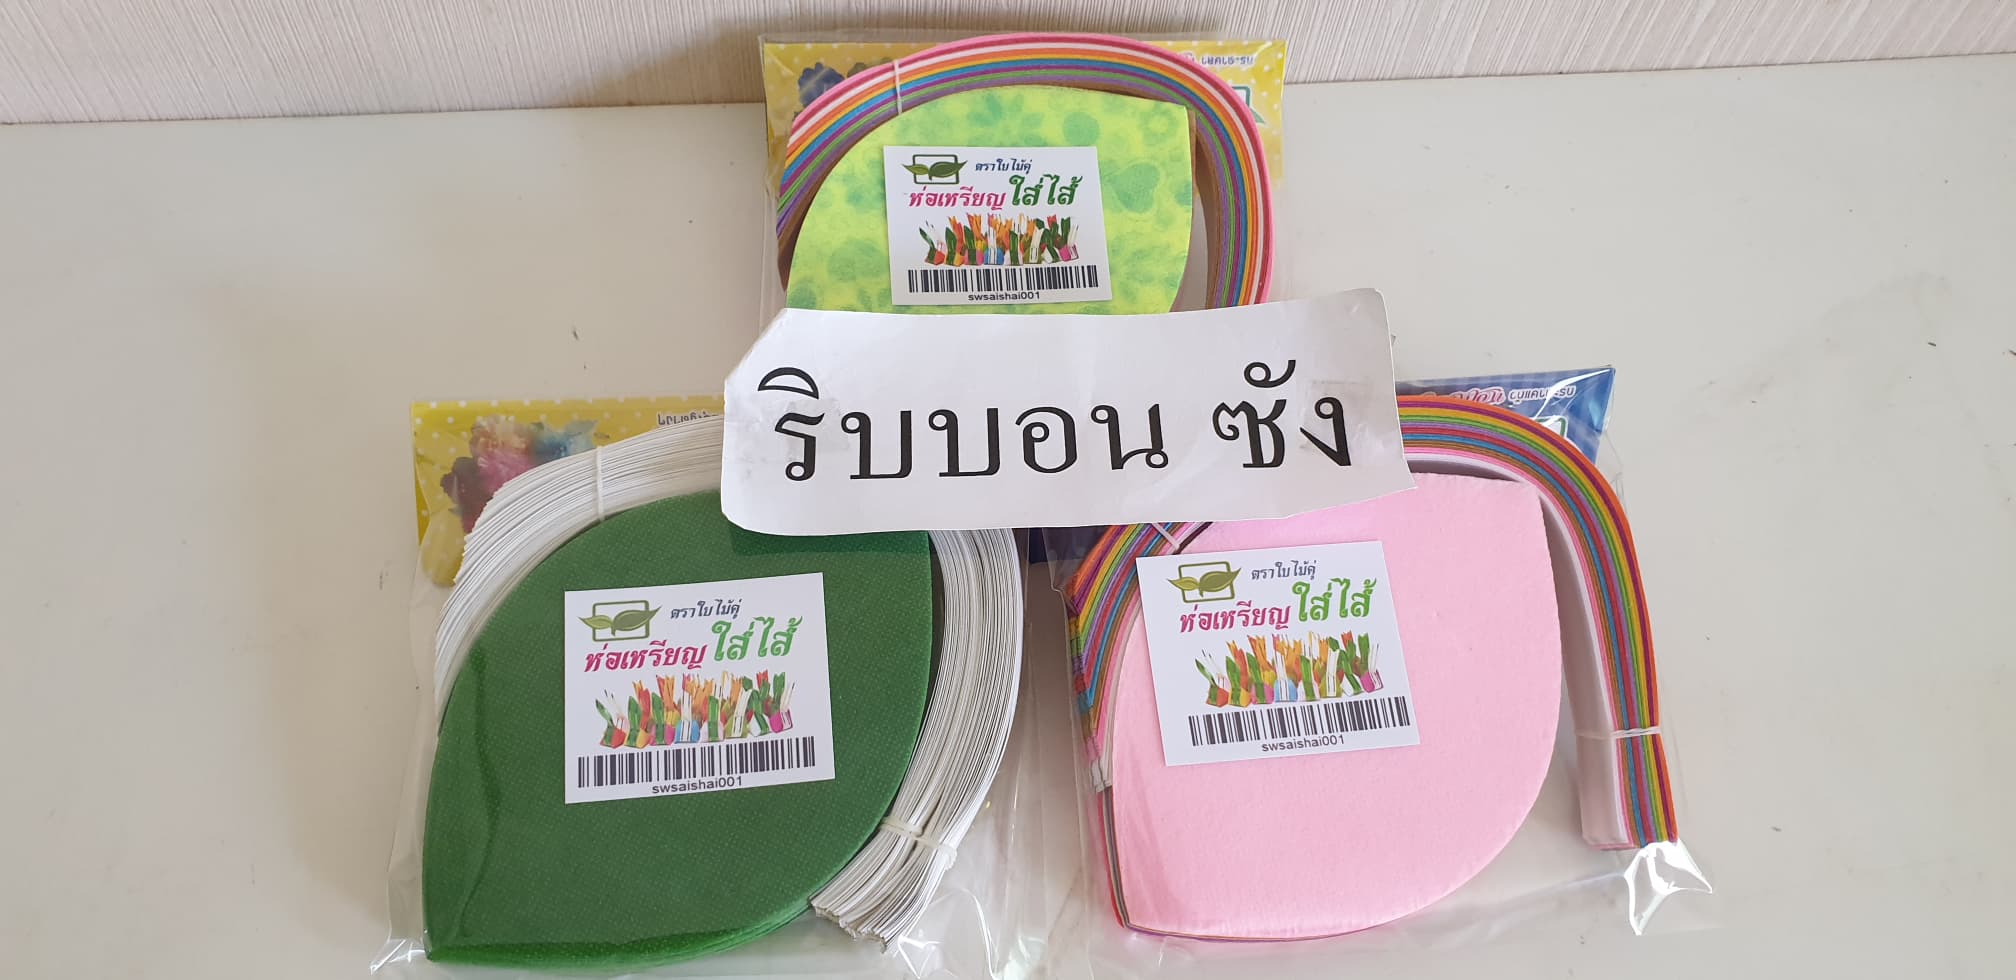 ตราใบไม้คู่
ห่อเหรียญ ใส่ไส้
swsaishai001
ริบบอน ซัง
ตราใบไม้คู่
ห่อเหรียญ ใส่ไส้
swsaishai001
ตราใบไม้คู่
ห่อเหรียญ ใส่ไส้
swsaishai001